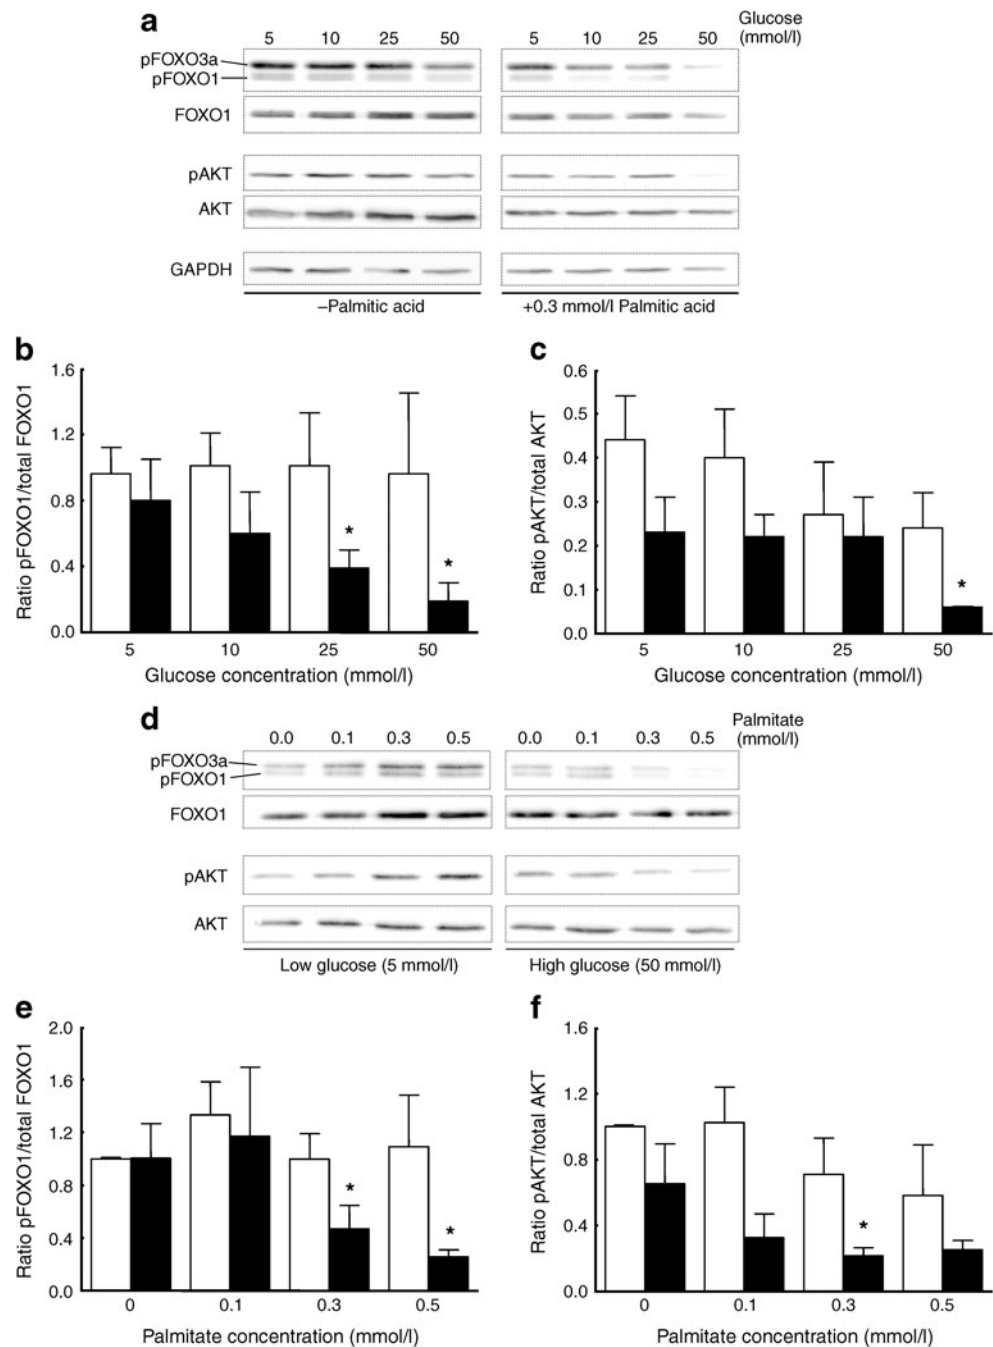 a
Glucose
(mmol/l)
5 10 25 50 5 10 25 50
pFOXO3a
pFOXO1
FOXO1
pAKT
AKT
GAPDH
–Palmitic acid +0.3 mmol/l Palmitic acid
b
Ratio pFOXO1/total FOXO1
1.6
1.2
0.8
0.4
0.0
* *
5 10 25 50
Glucose concentration (mmol/l)
c
Ratio pAKT/total AKT
0.6
0.5
0.4
0.3
0.2
0.1
0.0
*
5 10 25 50
Glucose concentration (mmol/l)
d
Palmitate
(mmol/l)
0.0 0.1 0.3 0.5 0.0 0.1 0.3 0.5
pFOXO3a
pFOXO1
FOXO1
pAKT
AKT
Low glucose (5 mmol/l) High glucose (50 mmol/l)
e
Ratio pFOXO1/total FOXO1
2.0
1.6
1.2
0.8
0.4
0.0
* *
0 0.1 0.3 0.5
Palmitate concentration (mmol/l)
f
Ratio pAKT/total AKT
1.6
1.2
0.8
0.4
0.0
*
0 0.1 0.3 0.5
Palmitate concentration (mmol/l)